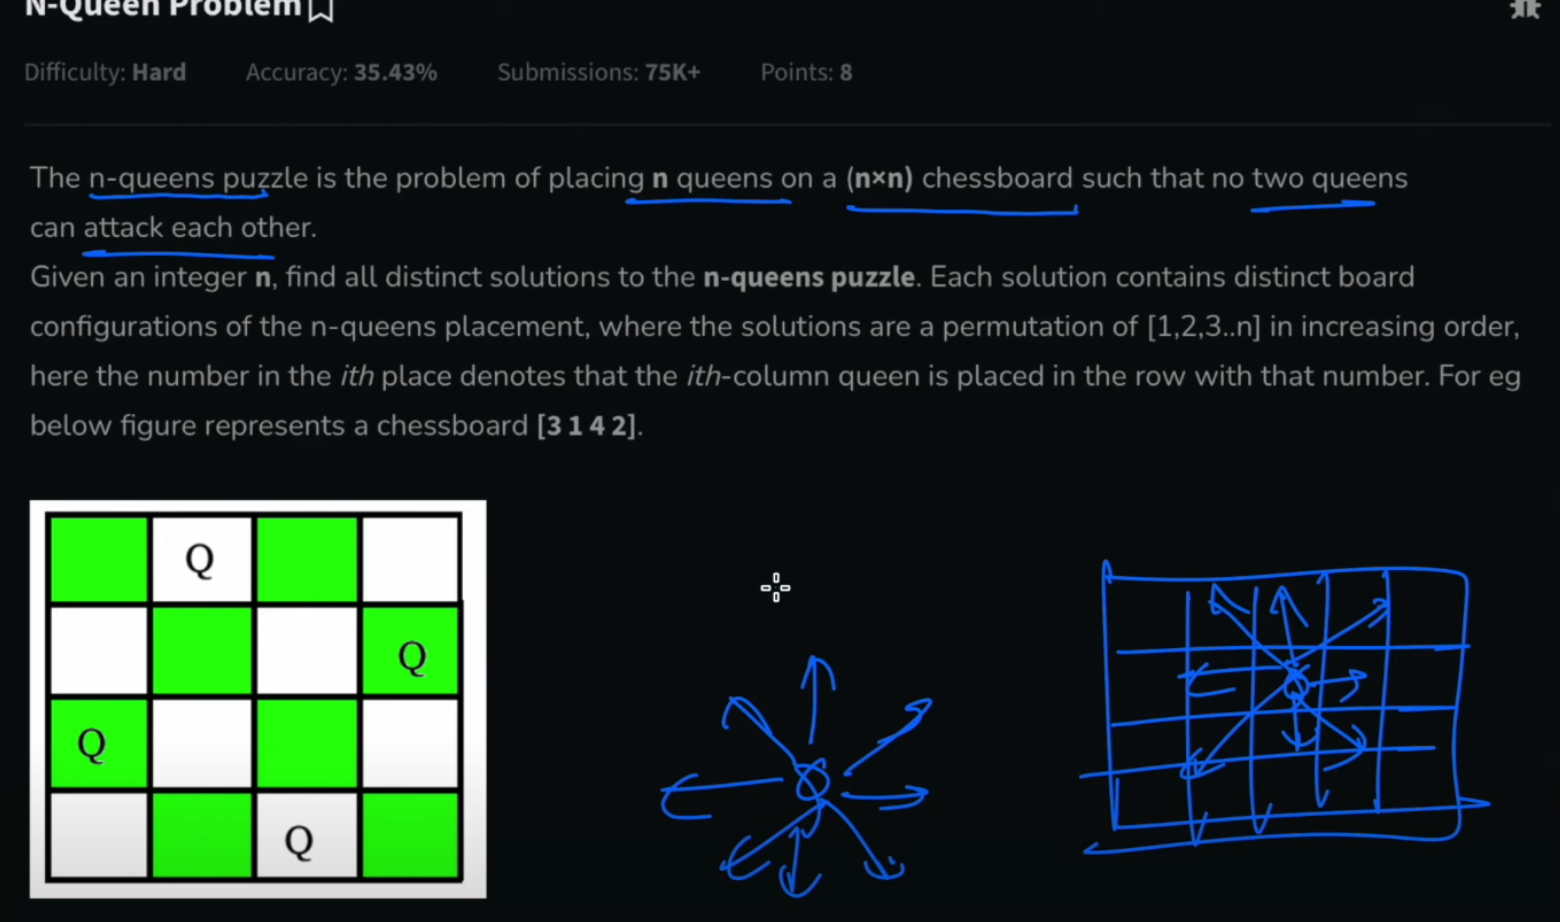 N-Queen Problem
Difficulty: Hard Accuracy: 35.43% Submissions: 75K+ Points: 8
The n-queens puzzle is the problem of placing n queens on a (n×n) chessboard such that no two queens
can attack each other.
Given an integer n, find all distinct solutions to the n-queens puzzle. Each solution contains distinct board
configurations of the n-queens placement, where the solutions are a permutation of [1,2,3..n] in increasing order,
here the number in the ith place denotes that the ith-column queen is placed in the row with that number. For eg
below figure represents a chessboard [3 1 4 2].
Q
Q
Q
Q